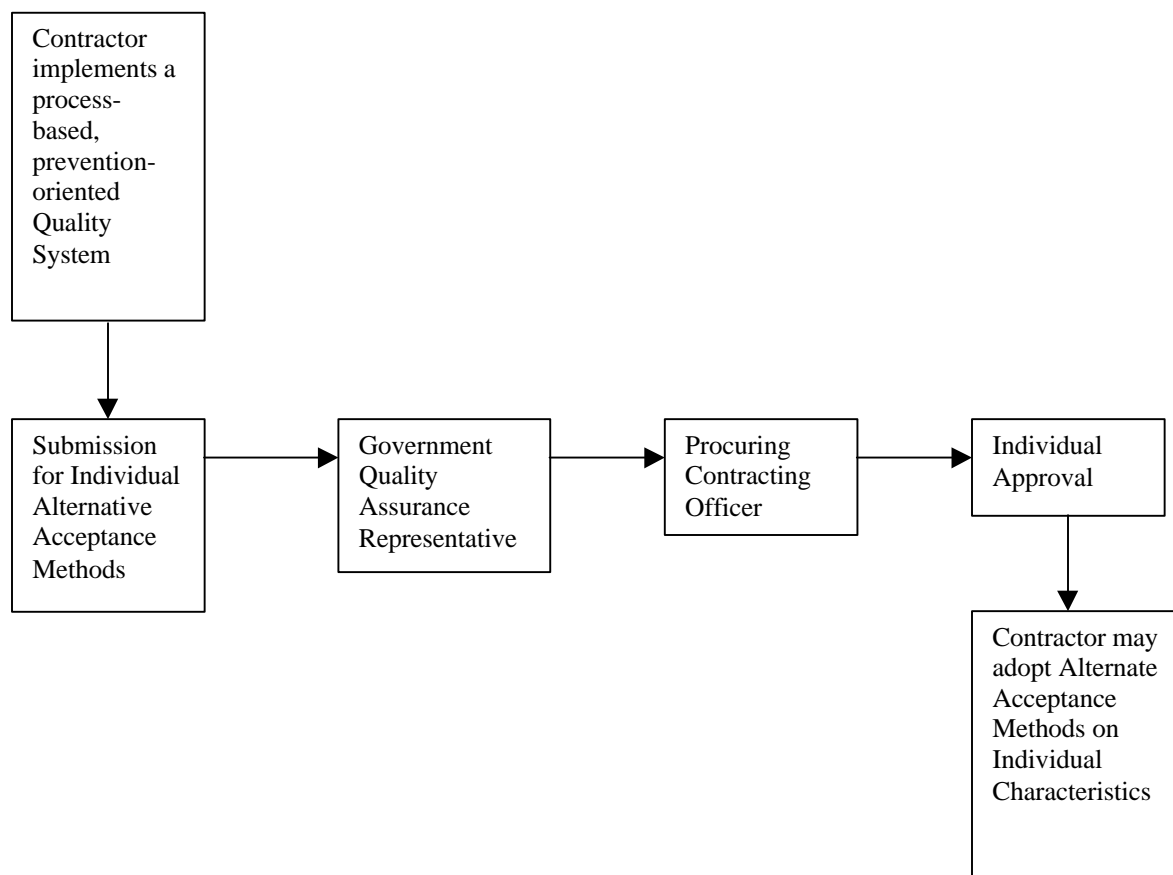 Contractor
implements a
process-
based,
prevention-
oriented
Quality
System
Submission
for Individual
Alternative
Acceptance
Methods
Government
Quality
Assurance
Representative
Procuring
Contracting
Officer
Individual
Approval
Contractor may
adopt Alternate
Acceptance
Methods on
Individual
Characteristics